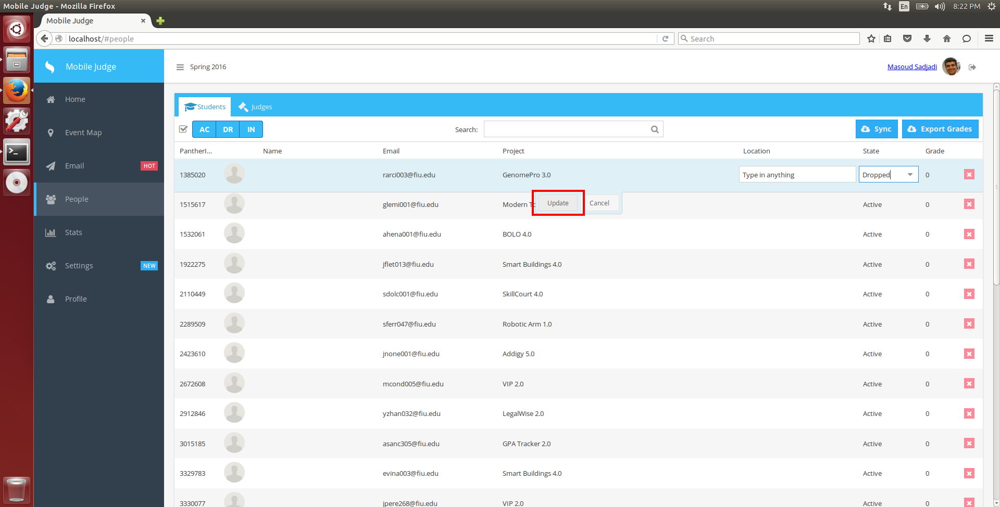 Mobile Judge - Mozilla Firefox
En
8:22 PM
Mobile Judge
localhost/#people
Search
Mobile Judge
Spring 2016
Masoud Sadjadi
Home
Event Map
Email HOT
People
Stats
Settings NEW
Profile
Students Judges
AC DR IN Search: Sync Export Grades
PantherI... Name Email Project Location State Grade
1385020 rarci003@fiu.edu GenomePro 3.0 Type in anything Dropped 0
Update Cancel
1515617 glemi001@fiu.edu Modern Active 0
1532061 ahena001@fiu.edu BOLO 4.0 Active 0
1922275 jflet013@fiu.edu Smart Buildings 4.0 Active 0
2110449 sdolc001@fiu.edu SkillCourt 4.0 Active 0
2289509 sferr047@fiu.edu Robotic Arm 1.0 Active 0
2423610 jnone001@fiu.edu Addigy 5.0 Active 0
2672608 mcond005@fiu.edu VIP 2.0 Active 0
2912846 yzhan032@fiu.edu LegalWise 2.0 Active 0
3015185 asanc305@fiu.edu GPA Tracker 2.0 Active 0
3329783 evina003@fiu.edu Smart Buildings 4.0 Active 0
3330077 jpere268@fiu.edu VIP 2.0 Active 0